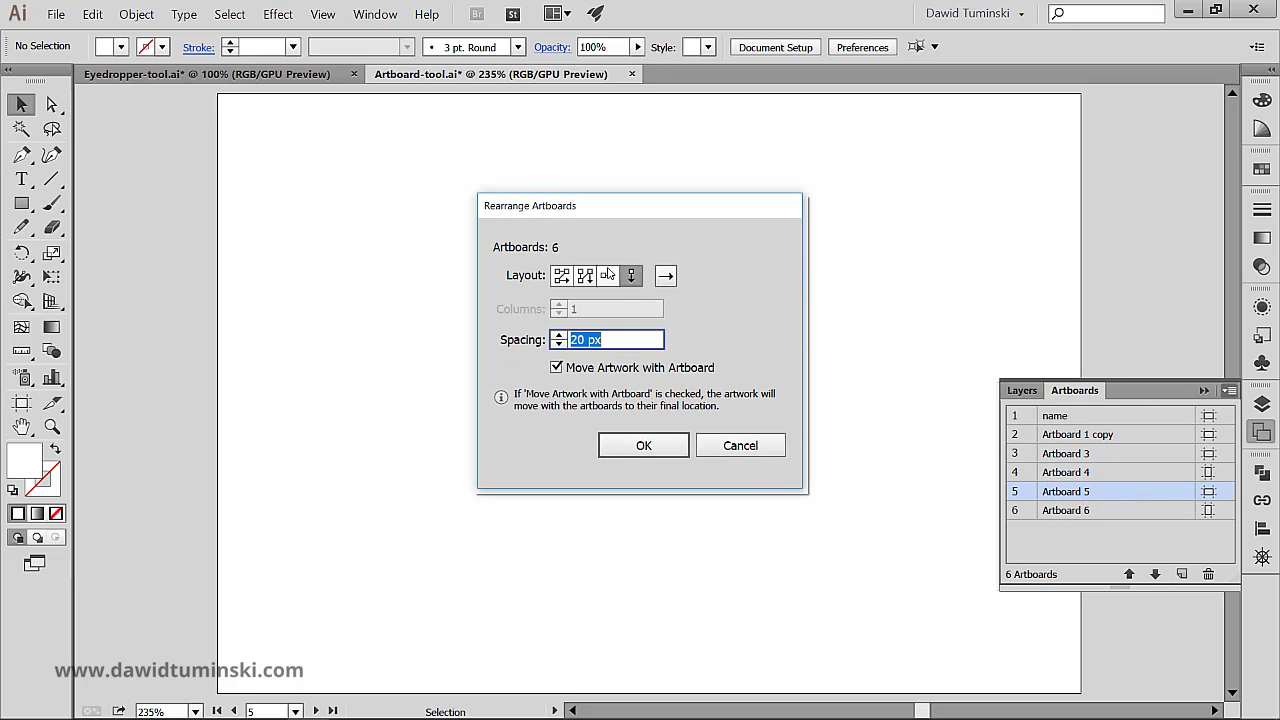 Ai File Edit Object Type Select Effect View Window Help Br St Dawid Tuminski
No Selection Stroke: 3 pt. Round Opacity: 100% Style: Document Setup Preferences
Eyedropper-tool.ai* @ 100% (RGB/GPU Preview) Artboard-tool.ai* @ 235% (RGB/GPU Preview)
Rearrange Artboards
Artboards: 6
Layout:
Columns: 1
Spacing: 20 px
Move Artwork with Artboard
If 'Move Artwork with Artboard' is checked, the artwork will
move with the artboards to their final location.
OK Cancel
Layers Artboards
1 name
2 Artboard 1 copy
3 Artboard 3
4 Artboard 4
5 Artboard 5
6 Artboard 6
6 Artboards
T
www.dawidtuminski.com
235% 5 Selection